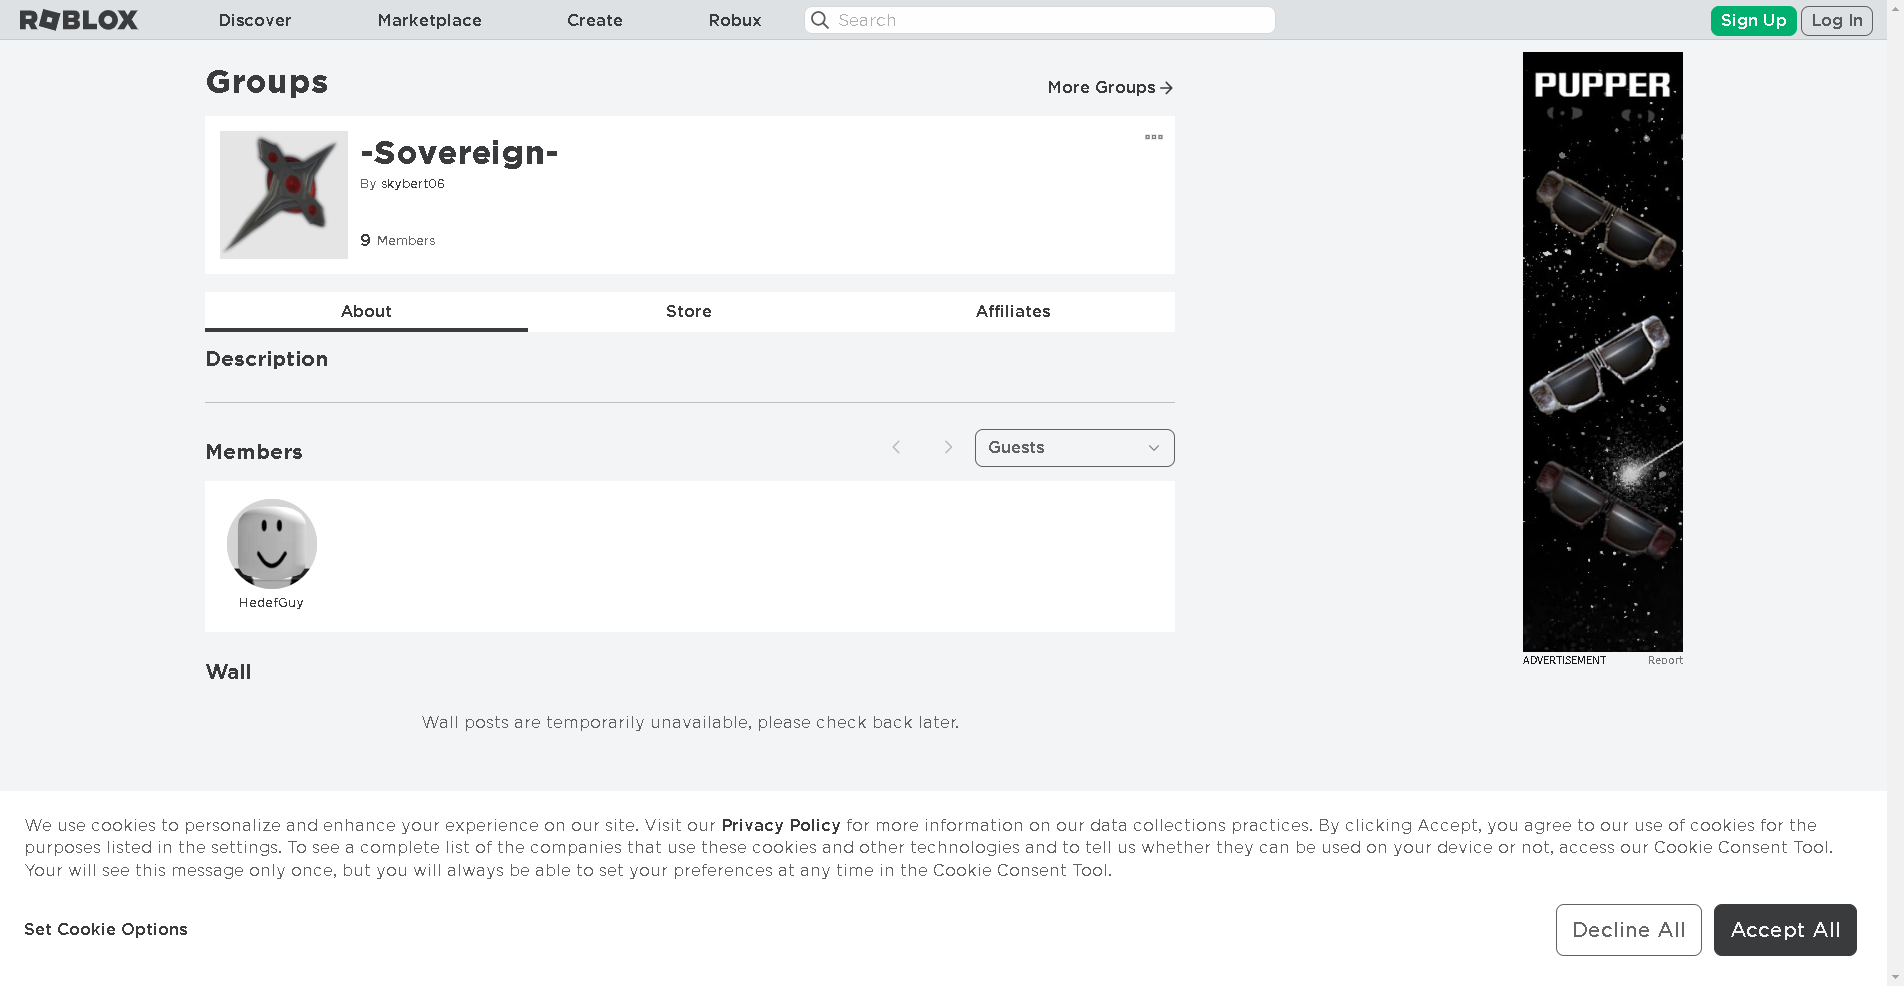 ROBLOX
Discover
Marketplace
Create
Robux
Search
Sign Up
Log In
Groups
More Groups
-Sovereign-
By skybert06
9 Members
About
Store
Affiliates
Description
Members
Guests
HedefGuy
Wall
Wall posts are temporarily unavailable, please check back later.
PUPPER
ADVERTISEMENT
Report
We use cookies to personalize and enhance your experience on our site. Visit our Privacy Policy for more information on our data collections practices. By clicking Accept, you agree to our use of cookies for the
purposes listed in the settings. To see a complete list of the companies that use these cookies and other technologies and to tell us whether they can be used on your device or not, access our Cookie Consent Tool.
Your will see this message only once, but you will always be able to set your preferences at any time in the Cookie Consent Tool.
Set Cookie Options
Decline All
Accept All